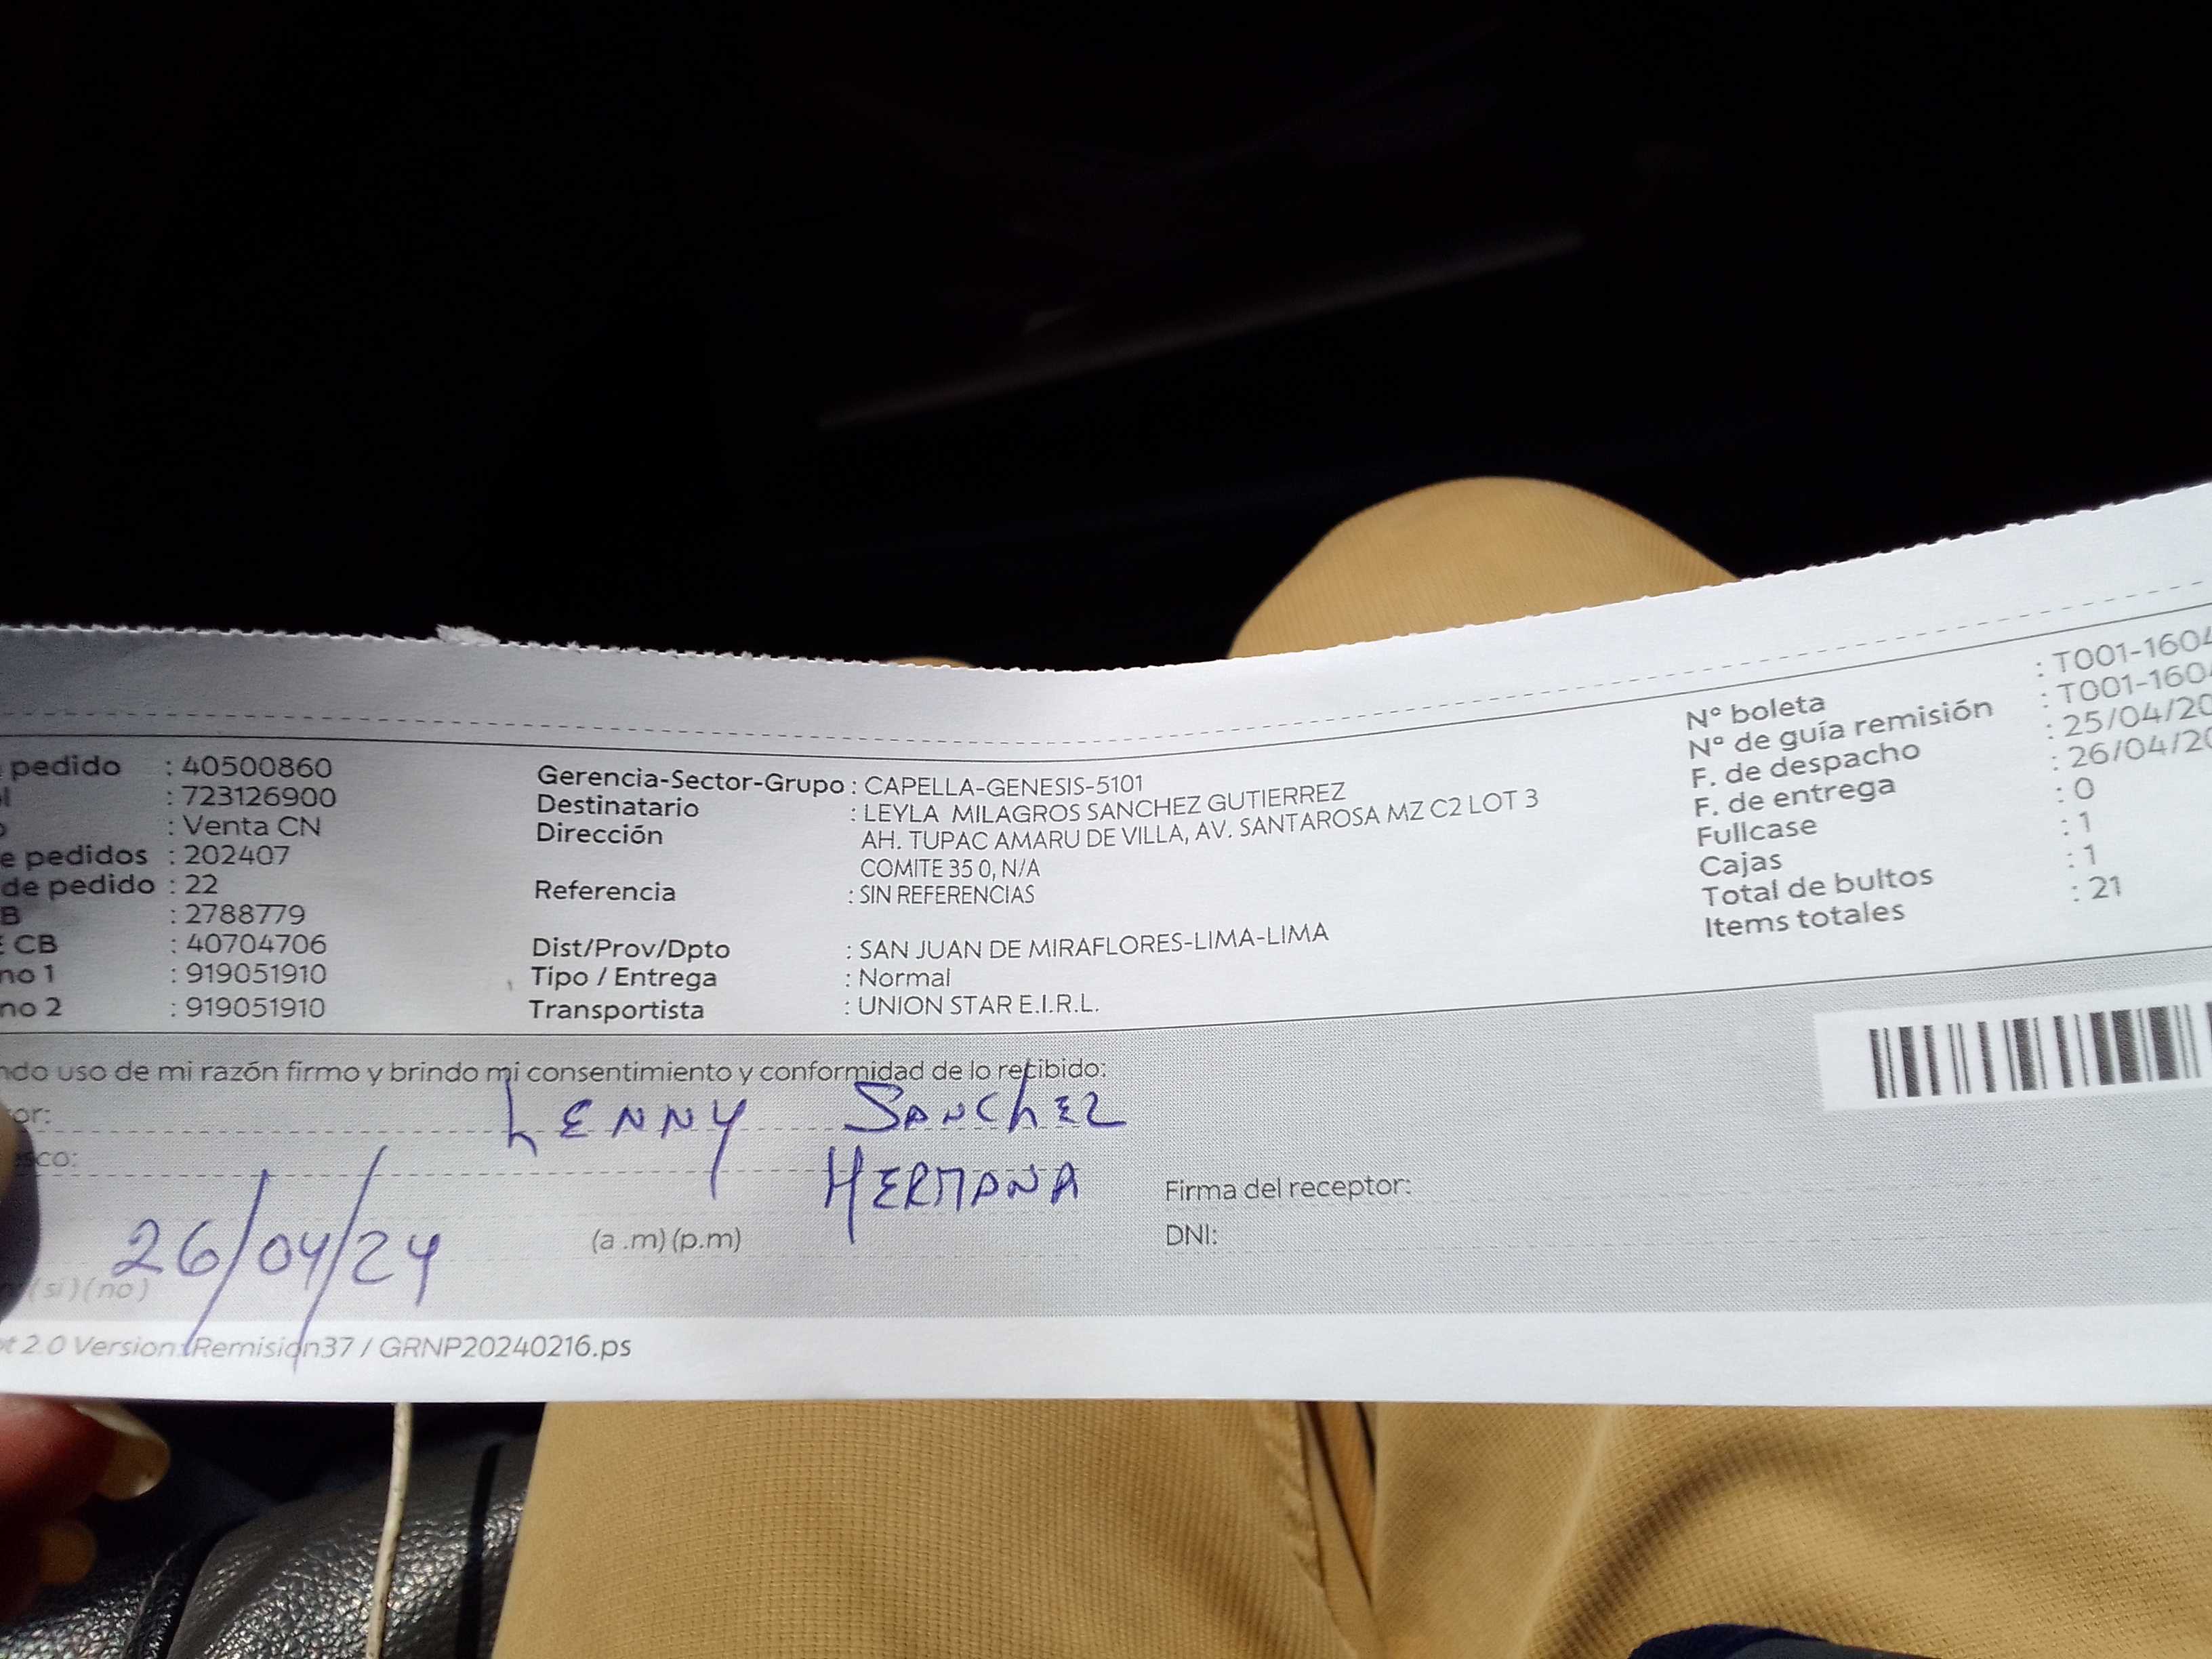 pedido : 40500860
: 723126900
: Venta CN
e pedidos : 202407
de pedido : 22
B : 2788779
CB : 40704706
no 1 : 919051910
no 2 : 919051910
Gerencia-Sector-Grupo : CAPELLA-GENESIS-5101
Destinatario : LEYLA MILAGROS SANCHEZ GUTIERREZ
Dirección AH. TUPAC AMARU DE VILLA, AV. SANTAROSA MZ C2 LOT 3
COMITE 35 0, N/A
Referencia : SIN REFERENCIAS
Dist/Prov/Dpto : SAN JUAN DE MIRAFLORES-LIMA-LIMA
Tipo / Entrega : Normal
Transportista : UNION STAR E.I.R.L.
N° boleta : T001-1604
N° de guía remisión : T001-160
F. de despacho : 25/04/20
F. de entrega : 26/04/20
Fullcase : 0
Cajas : 1
Total de bultos : 1
Items totales : 21
ndo uso de mi razón firmo y brindo mi consentimiento y conformidad de lo recibido:
or: LENNY SANCHEZ
sco: HERMANA
Firma del receptor:
26/04/24 (a .m) (p.m)
DNI:
(si) (no)
2.0 Version: Remision37 / GRNP20240216.ps